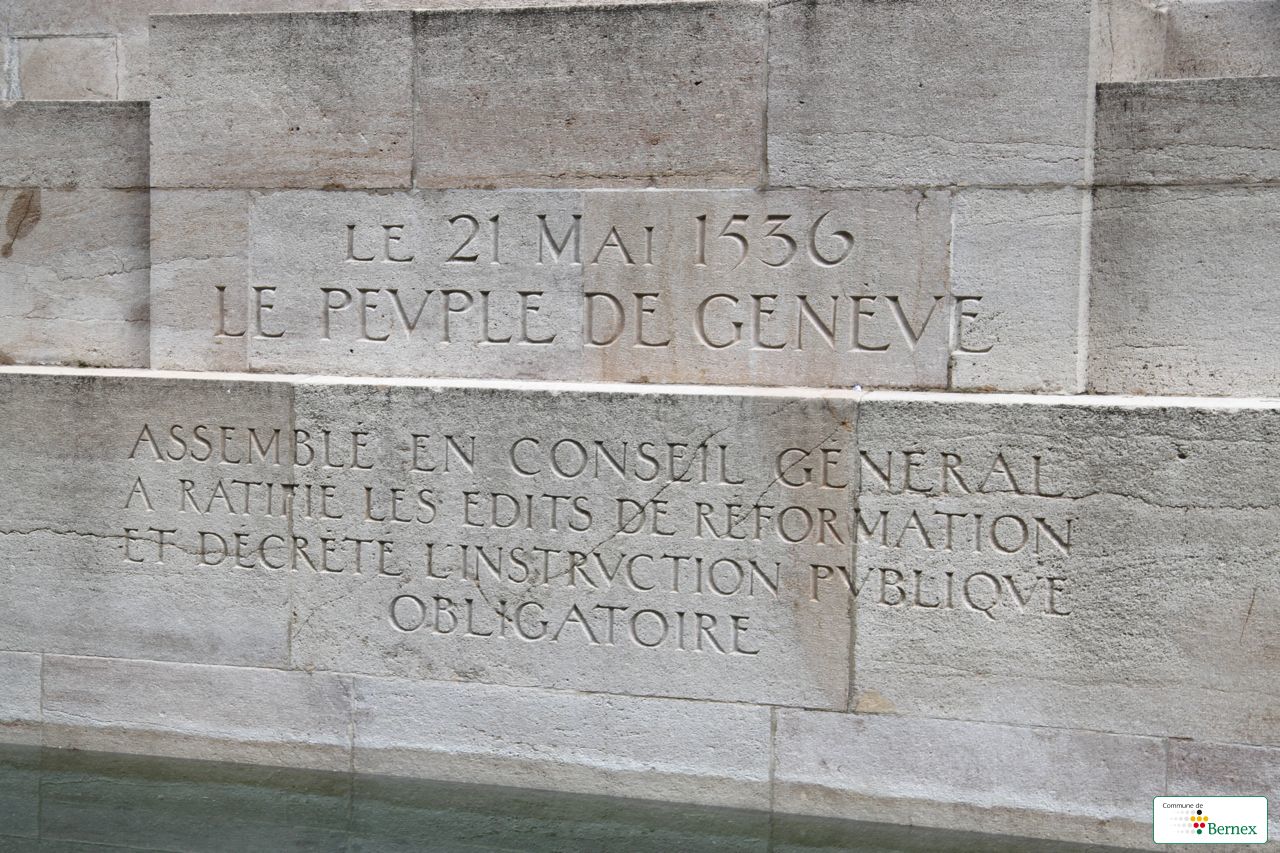 LE 21 MAI 1536
LE PEVPLE DE GENÈVE
ASSEMBLÉ EN CONSEIL GÉNÉRAL
A RATIFIÉ LES EDITS DE RÉFORMATION
ET DÉCRÉTÉ L'INSTRVCTION PVBLIQVE
OBLIGATOIRE
Commune de
Bernex